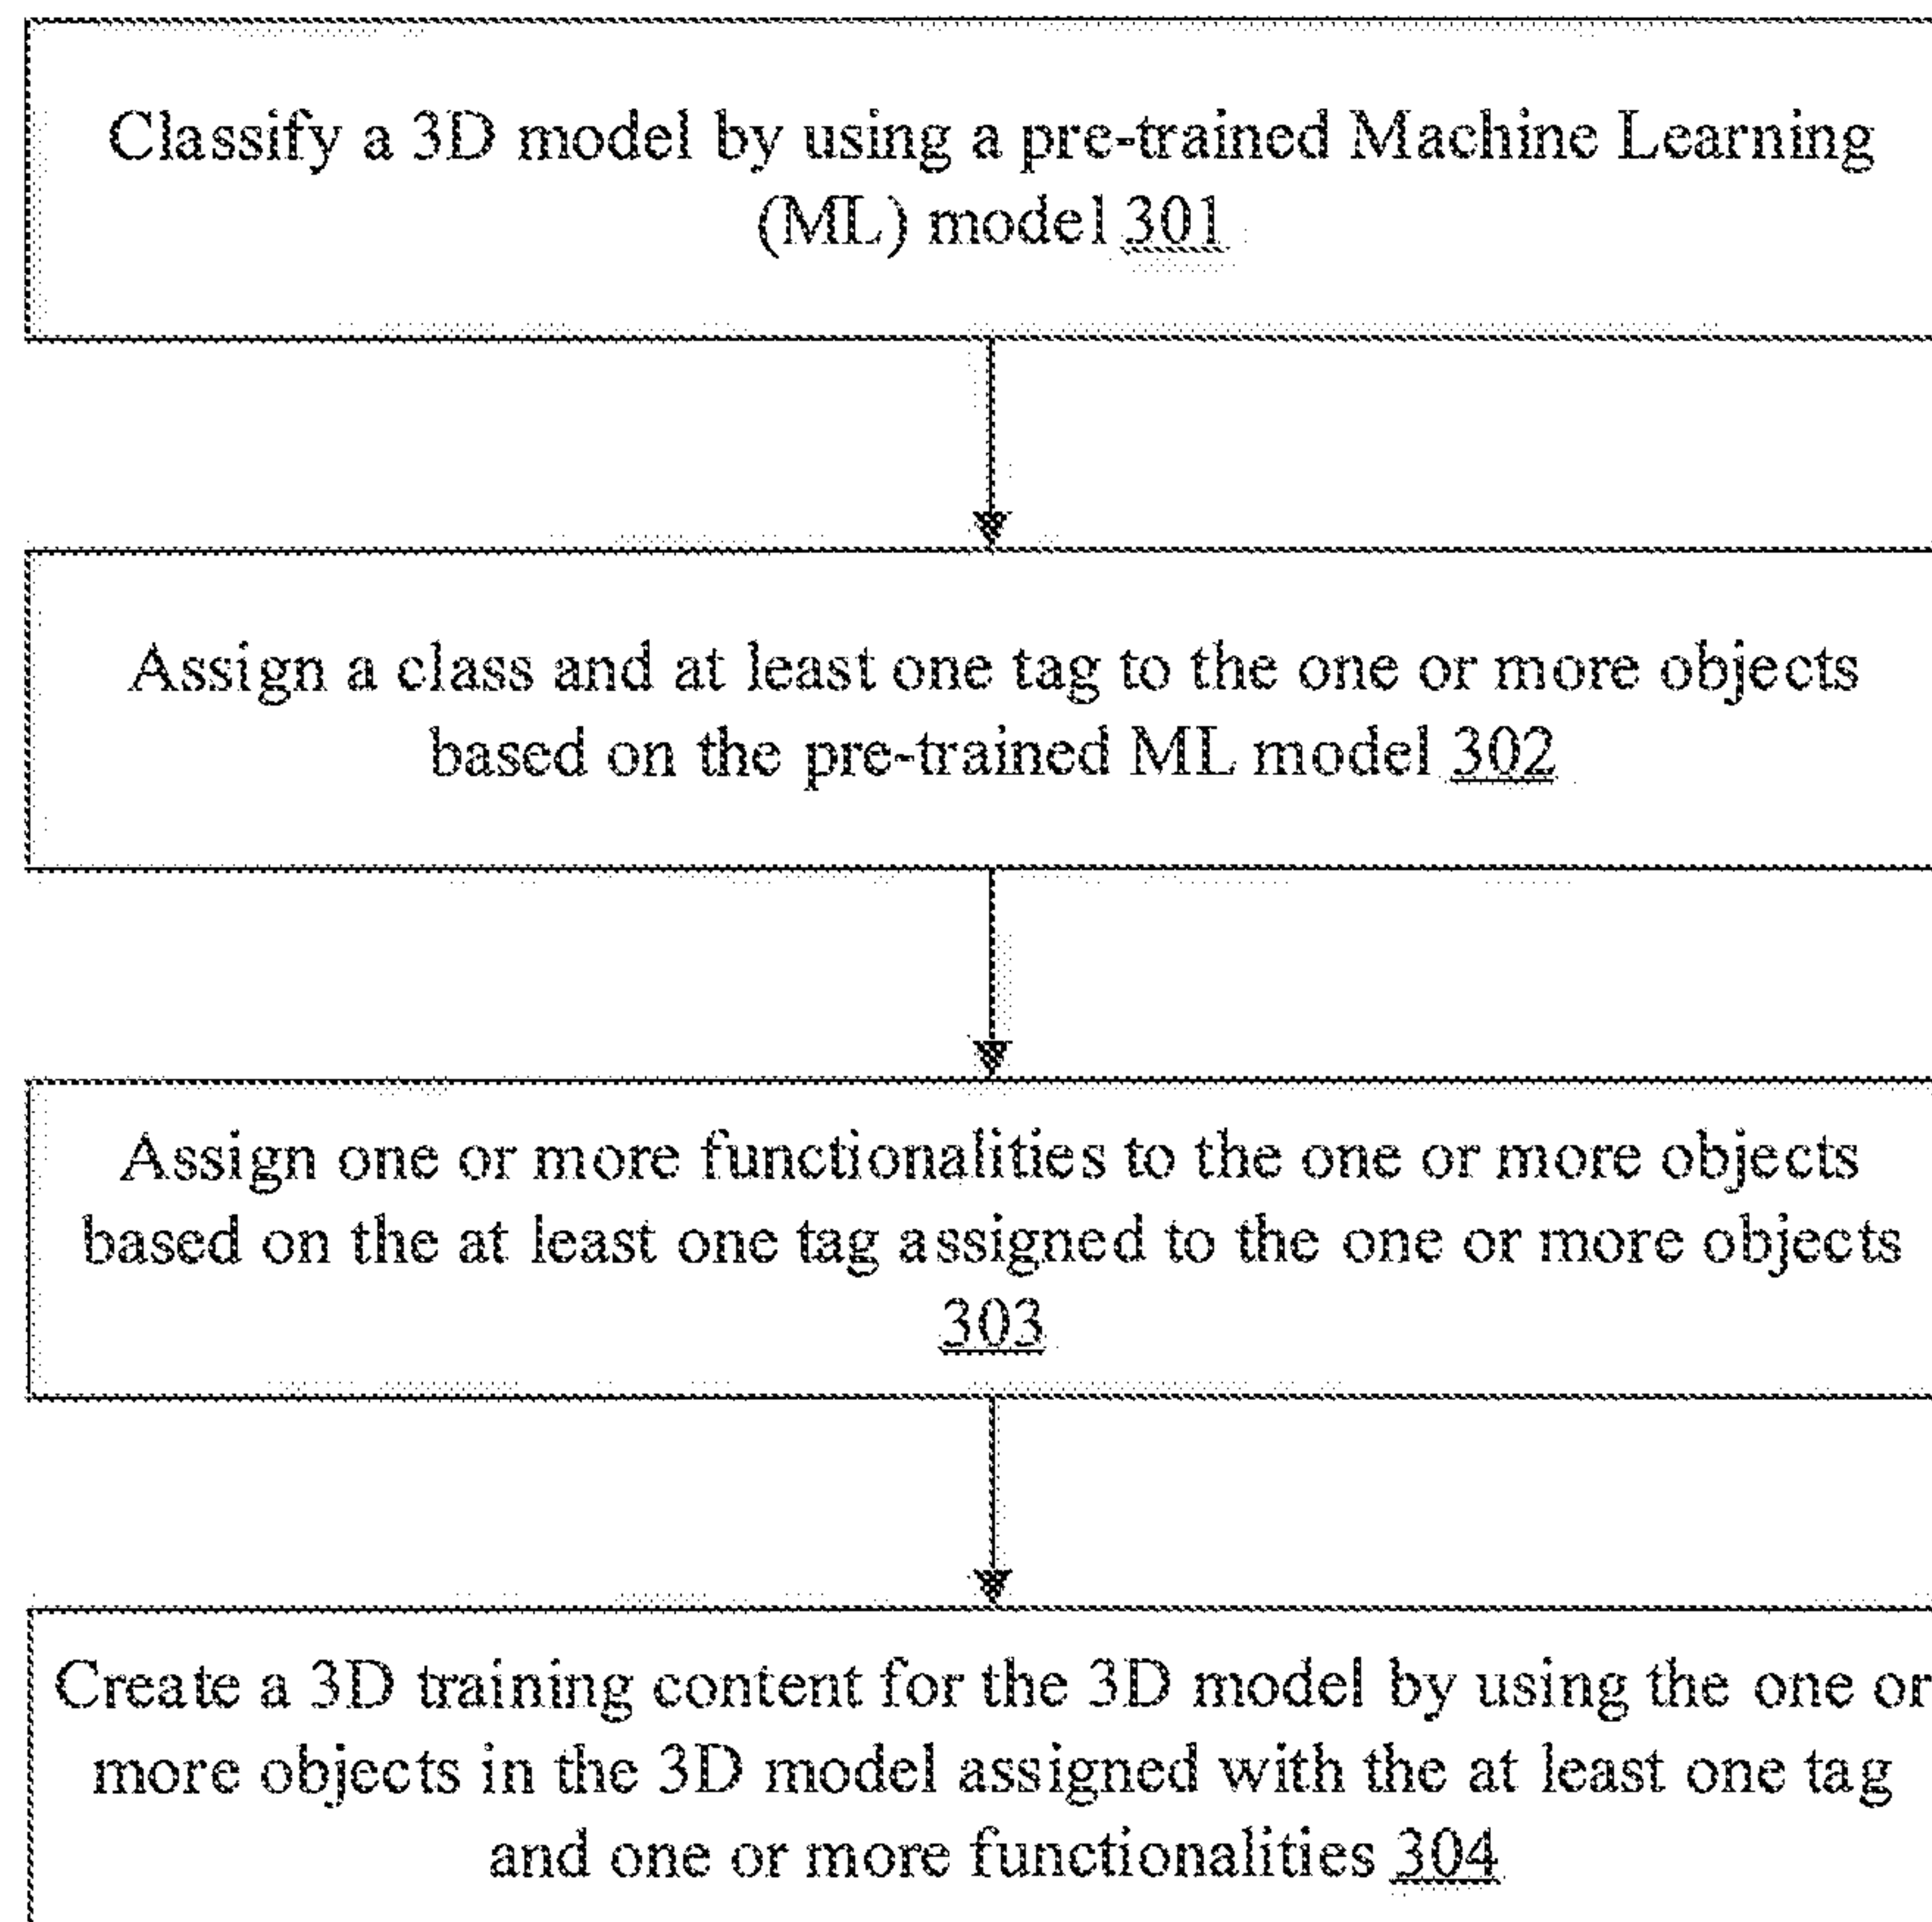 Classify a 3D model by using a pre-trained Machine Learning
(ML) model 301
Assign a class and at least one tag to the one or more objects
based on the pre-trained ML model 302
Assign one or more functionalities to the one or more objects
based on the at least one tag assigned to the one or more objects
303
Create a 3D training content for the 3D model by using the one or
more objects in the 3D model assigned with the at least one tag
and one or more functionalities 304